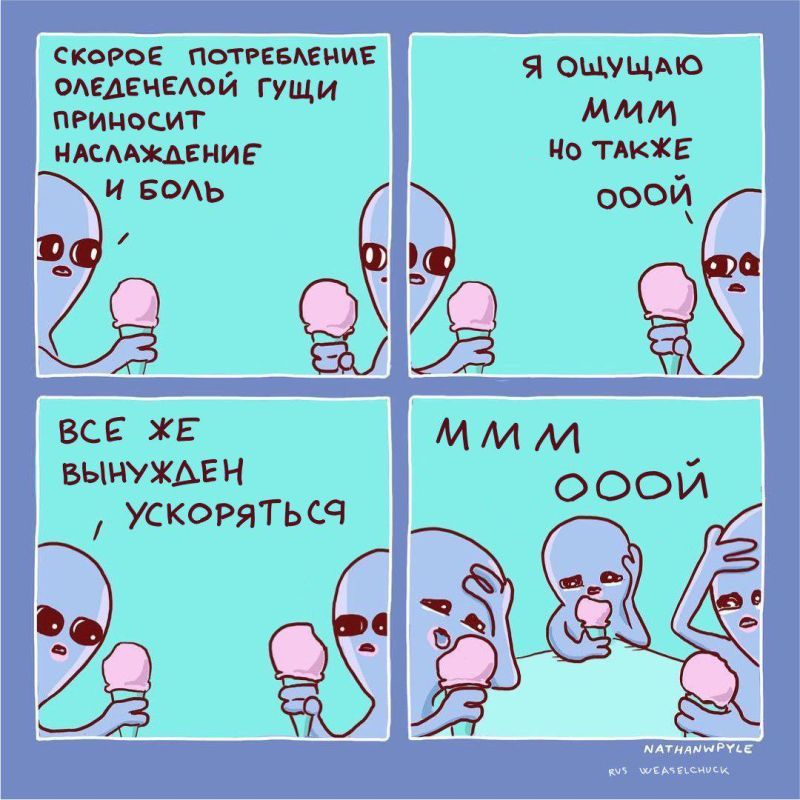 СКОРОЕ ПОТРЕБЛЕНИЕ
ОЛЕДЕНЕЛОЙ ГУЩИ
ПРИНОСИТ
НАСЛАЖДЕНИЕ
И БОЛЬ
Я ОЩУЩАЮ
МММ
НО ТАКЖЕ
ОООЙ
ВСЕ ЖЕ
ВЫНУЖДЕН
УСКОРЯТЬСЯ
МММ
ОООЙ
NATHANWPYLE
RUS WEASELCHUCK